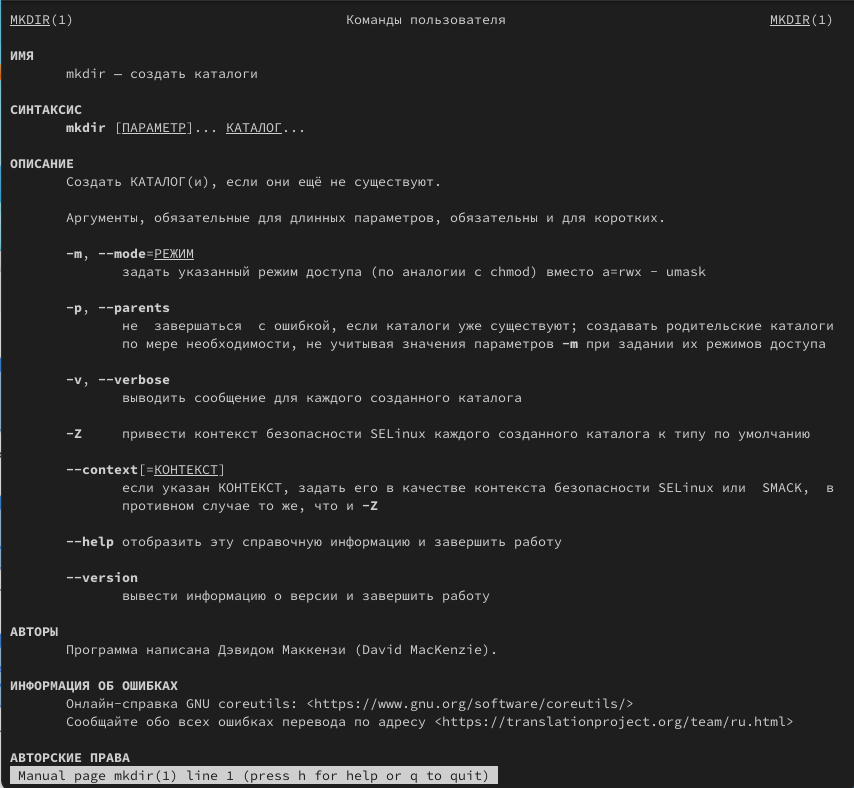 MKDIR(1) Команды пользователя MKDIR(1)
ИМЯ
mkdir — создать каталоги
СИНТАКСИС
mkdir [ПАРАМЕТР]... КАТАЛОГ...
ОПИСАНИЕ
Создать КАТАЛОГ(и), если они ещё не существуют.
Аргументы, обязательные для длинных параметров, обязательны и для коротких.
-m, --mode=РЕЖИМ
задать указанный режим доступа (по аналогии с chmod) вместо a=rwx - umask
-p, --parents
не завершаться с ошибкой, если каталоги уже существуют; создавать родительские каталоги
по мере необходимости, не учитывая значения параметров -m при задании их режимов доступа
-v, --verbose
выводить сообщение для каждого созданного каталога
-Z привести контекст безопасности SELinux каждого созданного каталога к типу по умолчанию
--context[=КОНТЕКСТ]
если указан КОНТЕКСТ, задать его в качестве контекста безопасности SELinux или SMACK, в
противном случае то же, что и -Z
--help отобразить эту справочную информацию и завершить работу
--version
вывести информацию о версии и завершить работу
АВТОРЫ
Программа написана Дэвидом Маккензи (David MacKenzie).
ИНФОРМАЦИЯ ОБ ОШИБКАХ
Онлайн-справка GNU coreutils: <https://www.gnu.org/software/coreutils/>
Сообщайте обо всех ошибках перевода по адресу <https://translationproject.org/team/ru.html>
АВТОРСКИЕ ПРАВА
Manual page mkdir(1) line 1 (press h for help or q to quit)